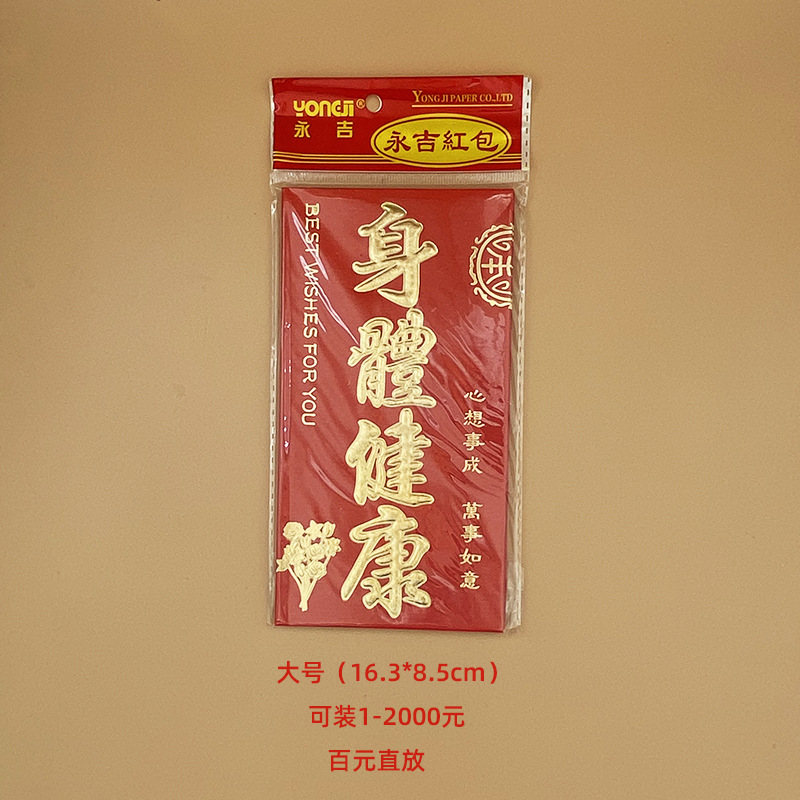 YONGJI®
永吉
YONG JI PAPER CO.,LTD
永吉紅包
BEST WISHES FOR YOU
身體健康
心想事成 萬事如意
大号（16.3*8.5cm）
可装1-2000元
百元直放